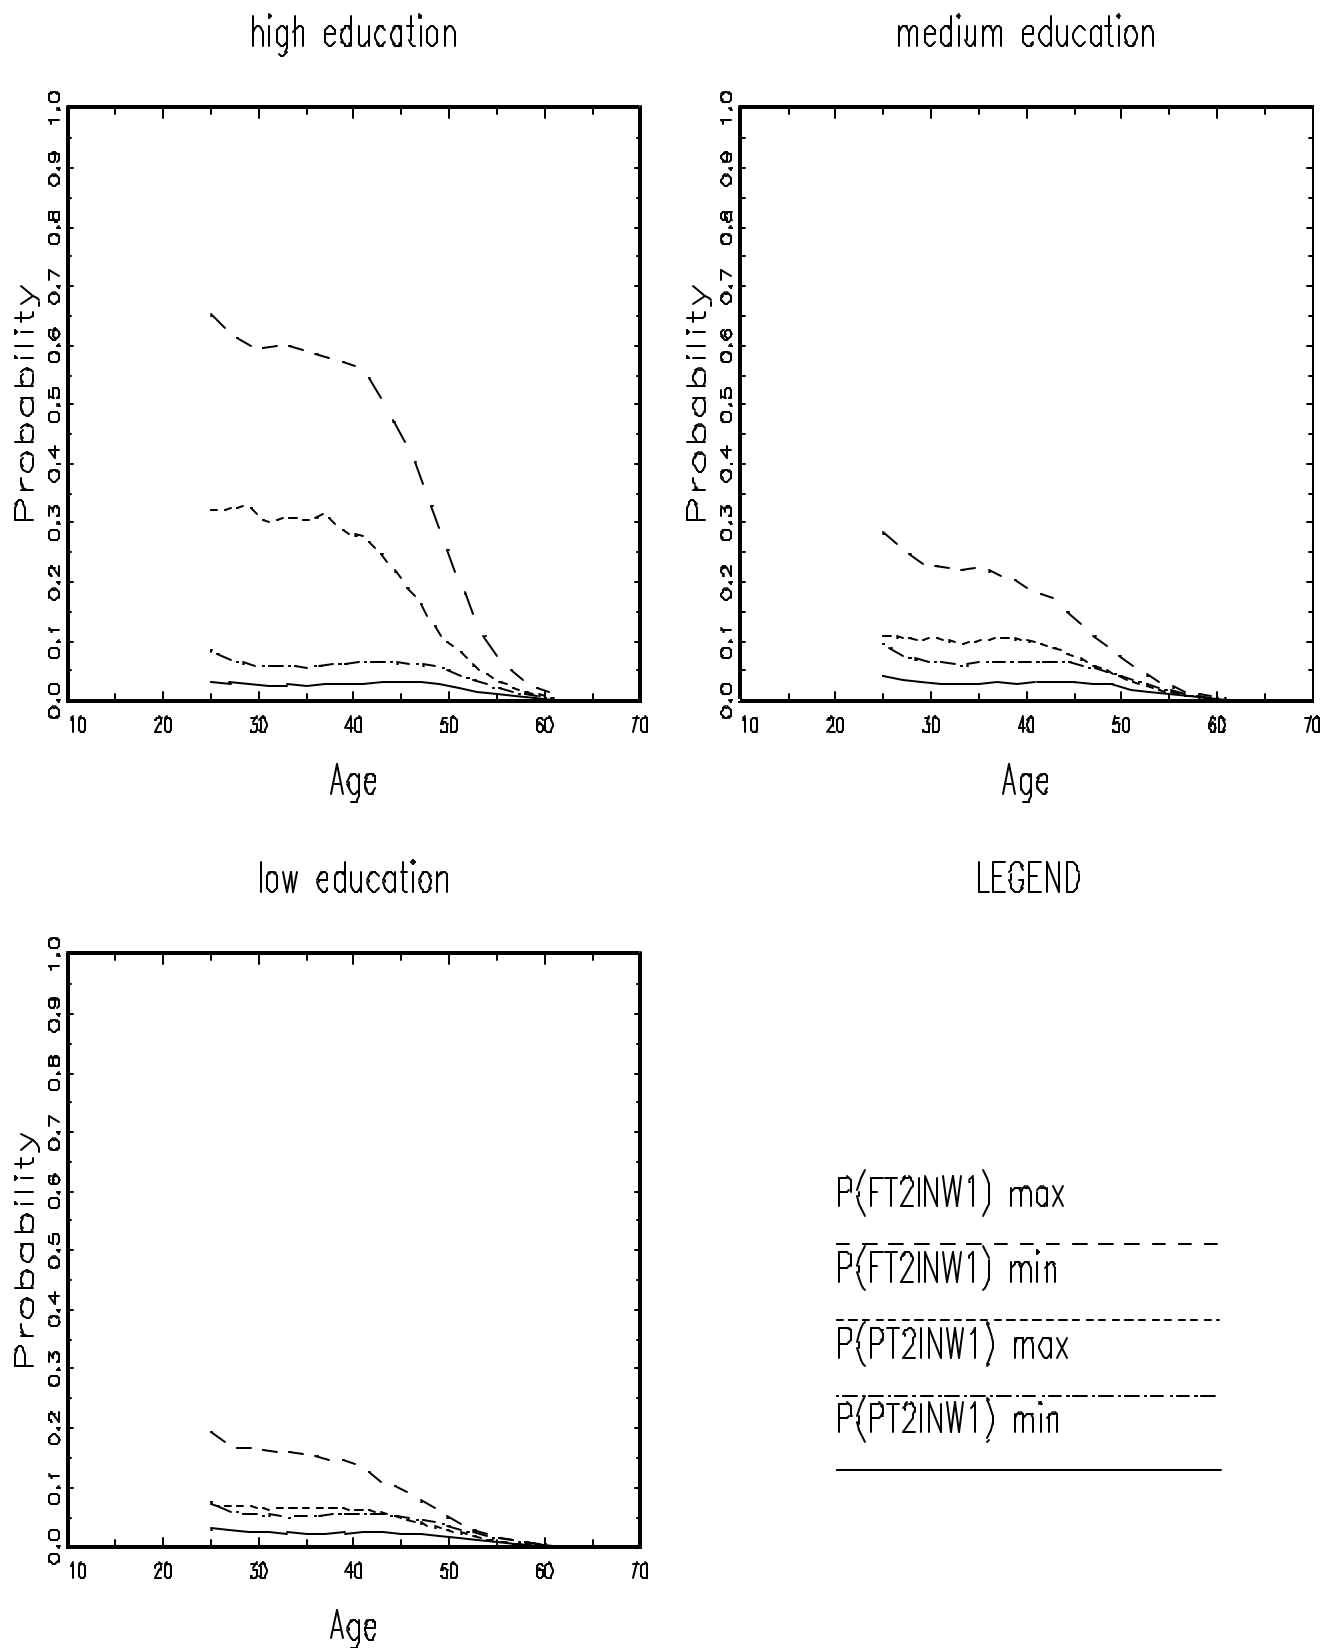 high education
1.0
0.9
0.8
0.7
0.6
0.5
0.4
0.3
0.2
0.1
0.0
Probability
10 20 30 40 50 60 70
Age
medium education
1.0
0.9
0.8
0.7
0.6
0.5
0.4
0.3
0.2
0.1
0.0
Probability
10 20 30 40 50 60 70
Age
low education
1.0
0.9
0.8
0.7
0.6
0.5
0.4
0.3
0.2
0.1
0.0
Probability
10 20 30 40 50 60 70
Age
LEGEND
P(FT2INW1) max
P(FT2INW1) min
P(PT2INW1) max
P(PT2INW1) min